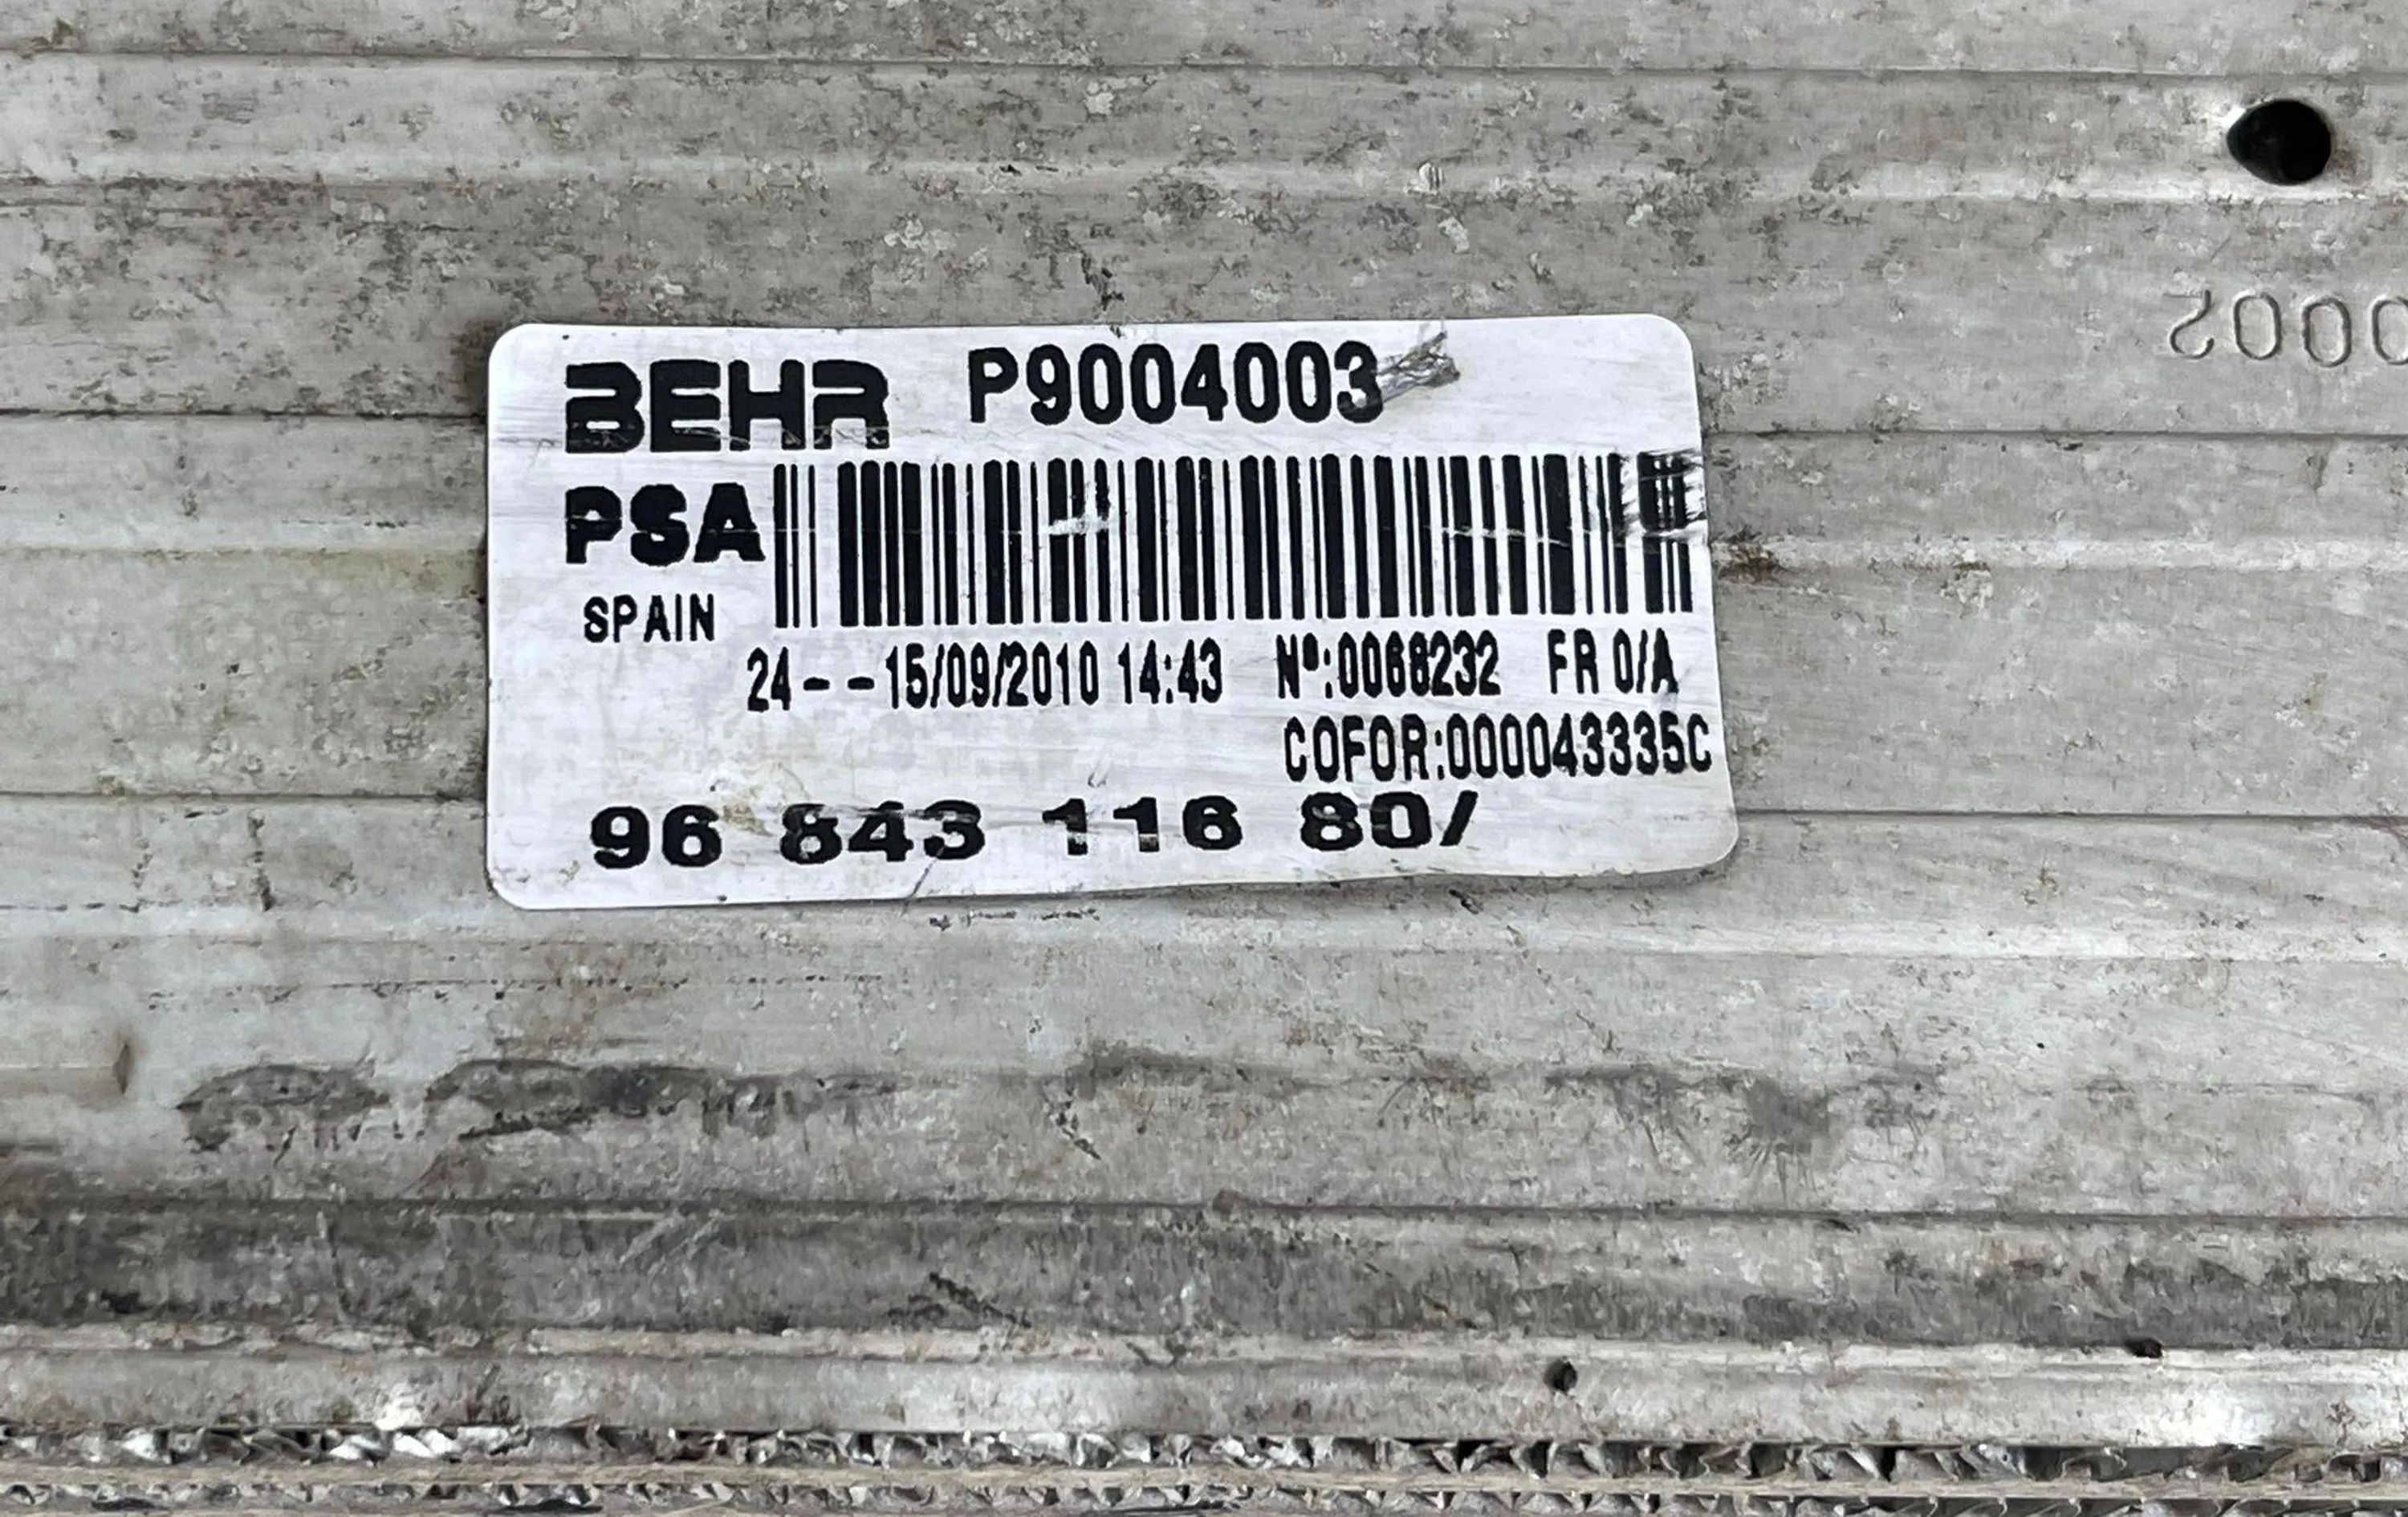 BEHR P9004003
PSA
SPAIN
24- -15/09/2010 14:43 Nº:0068232 FR 0/A
COFOR:000043335C
96 843 116 80/